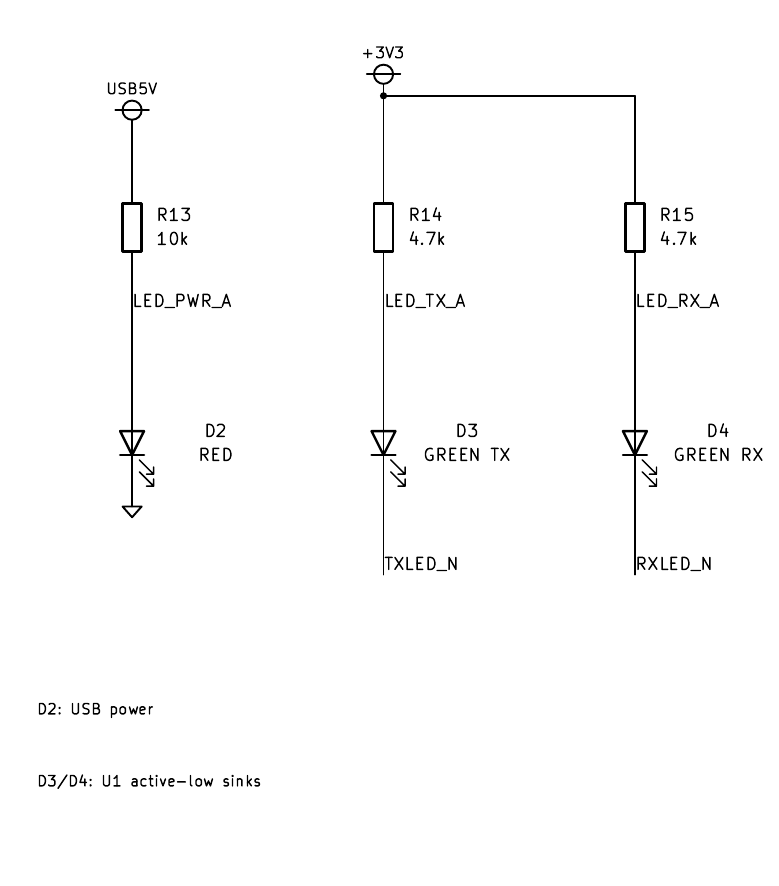 +3V3
USB5V
R13
10k
R14
4.7k
R15
4.7k
LED_PWR_A
LED_TX_A
LED_RX_A
D2
RED
D3
GREEN TX
D4
GREEN RX
TXLED_N
RXLED_N
D2: USB power
D3/D4: U1 active-low sinks